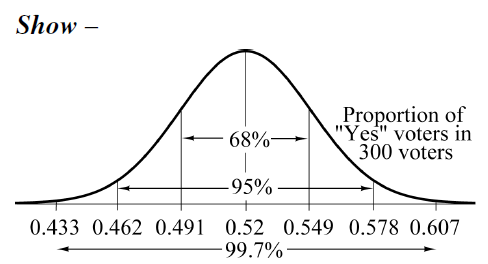 Show –
Proportion of
"Yes" voters in
300 voters
68%
95%
0.433 0.462 0.491 0.52 0.549 0.578 0.607
99.7%